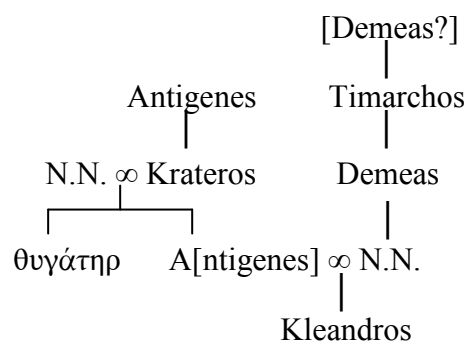 [Demeas?]
Antigenes Timarchos
N.N. ∞ Krateros Demeas
θυγάτηρ A[ntigenes] ∞ N.N.
Kleandros